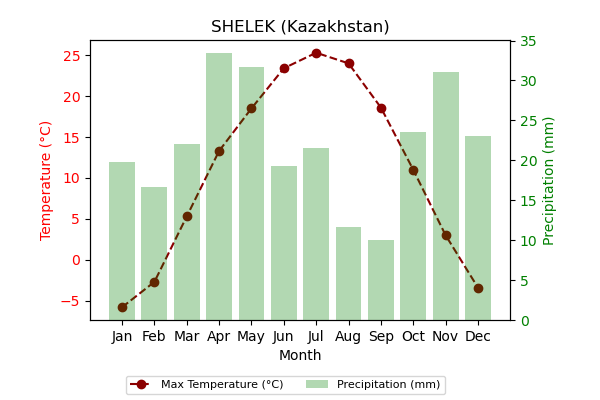 SHELEK (Kazakhstan)
Temperature (°C)
25
20
15
10
5
0
−5
35
30
25
20
15
10
5
0
Precipitation (mm)
Jan Feb Mar Apr May Jun Jul Aug Sep Oct Nov Dec
Month
Max Temperature (°C) Precipitation (mm)